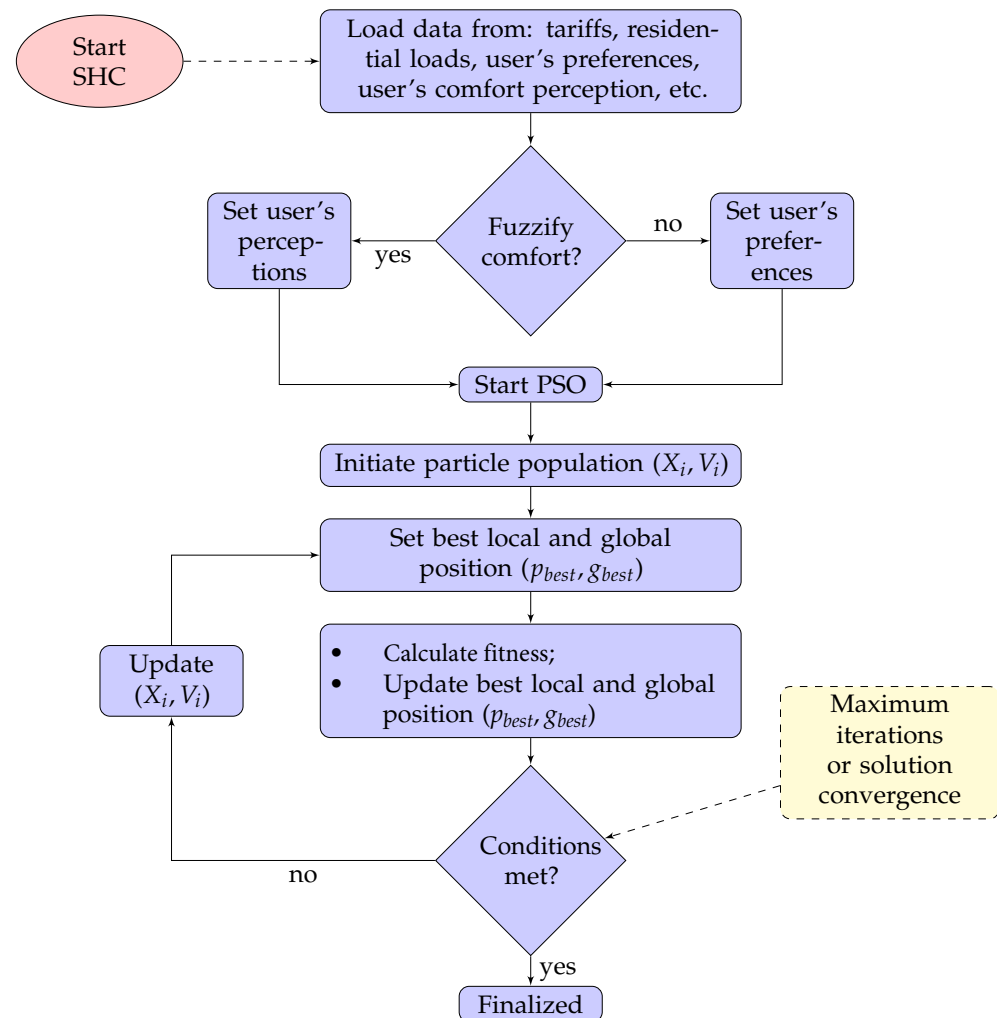 Start
SHC
Load data from: tariffs, residen-
tial loads, user's preferences,
user's comfort perception, etc.
Fuzzify
comfort?
yes
no
Set user's
percep-
tions
Set user's
prefer-
ences
Start PSO
Initiate particle population (X_i, V_i)
Set best local and global
position (p_best, g_best)
• Calculate fitness;
• Update best local and global
position (p_best, g_best)
Update
(X_i, V_i)
Maximum
iterations
or solution
convergence
Conditions
met?
no
yes
Finalized